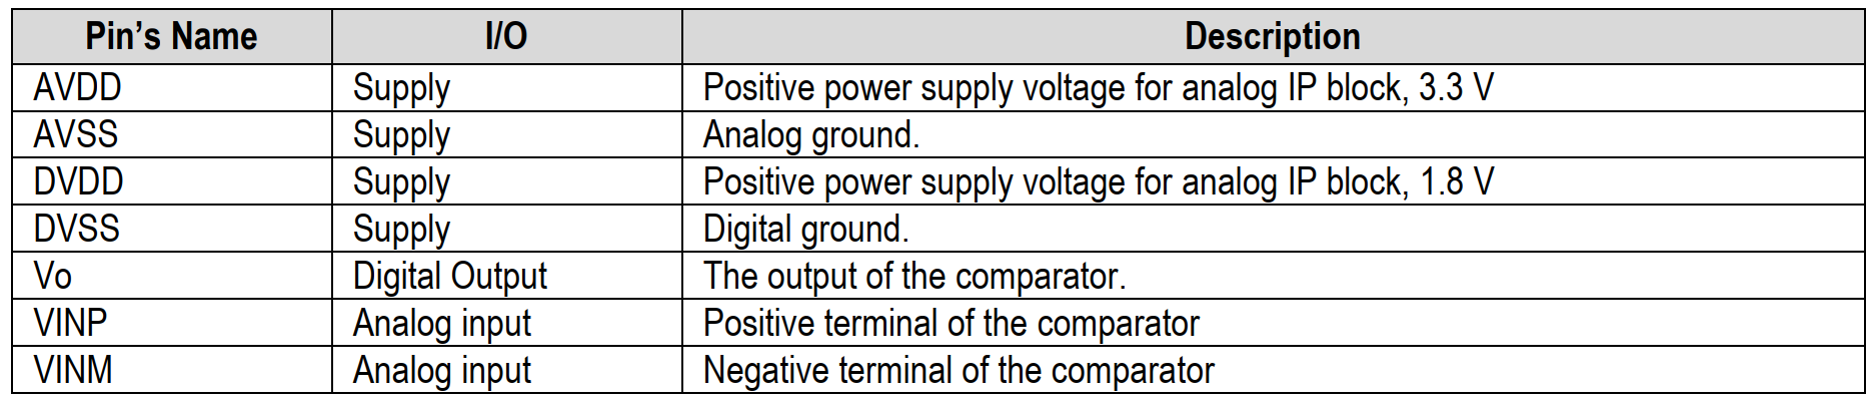 Pin’s Name I/O Description
AVDD Supply Positive power supply voltage for analog IP block, 3.3 V
AVSS Supply Analog ground.
DVDD Supply Positive power supply voltage for analog IP block, 1.8 V
DVSS Supply Digital ground.
Vo Digital Output The output of the comparator.
VINP Analog input Positive terminal of the comparator
VINM Analog input Negative terminal of the comparator